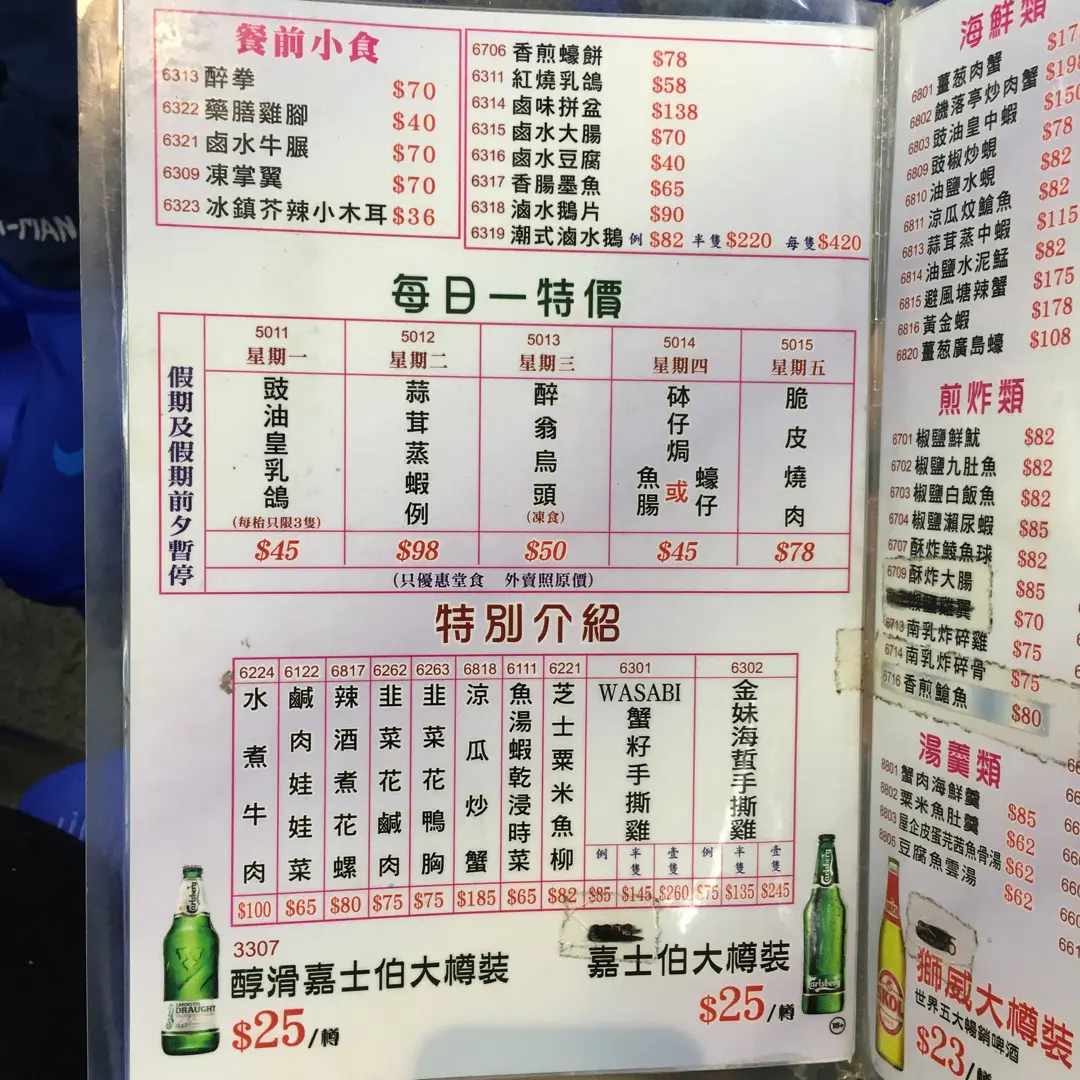 餐前小食
6313 醉拳 $70
6322 藥膳雞腳 $40
6321 鹵水牛𦟌 $70
6309 凍掌翼 $70
6323 冰鎮芥辣小木耳 $36
6706 香煎蠔餅 $78
6311 紅燒乳鴿 $58
6314 鹵味拼盆 $138
6315 鹵水大腸 $70
6316 鹵水豆腐 $40
6317 香腸墨魚 $65
6318 滷水鵝片 $90
6319 潮式滷水鵝 例 $82 半隻 $220 每隻 $420
每日一特價
假期及假期前夕暫停
5011 星期一 豉油皇乳鴿 (每枱只限3隻) $45
5012 星期二 蒜茸蒸蝦例 $98
5013 星期三 醉翁烏頭 (凍食) $50
5014 星期四 砵仔焗魚腸或蠔仔 $45
5015 星期五 脆皮燒肉 $78
(只優惠堂食 外賣照原價)
特別介紹
6224 水煮牛肉 $100
6122 鹹肉娃娃菜 $65
6817 辣酒煮花螺 $80
6262 韭菜花鹹肉 $75
6263 韭菜花鴨胸 $75
6818 涼瓜炒蟹 $185
6111 魚湯蝦乾浸時菜 $65
6221 芝士粟米魚柳 $82
6301 WASABI蟹籽手撕雞 例 $85 半隻 $145 壹隻 $260
6302 金妹海蜇手撕雞 例 $75 半隻 $135 壹隻 $245
3307
醇滑嘉士伯大樽裝
$25/樽
嘉士伯大樽裝
$25/樽
Carlsberg
SMOOTH DRAUGHT
Carlsberg
Carlsberg
18+
海鮮類
6801 薑葱肉蟹
6802 饑落亭炒肉蟹
6803 豉油皇中蝦
6809 豉椒炒蜆
6810 油鹽水蜆
6811 涼瓜炆鱠魚
6813 蒜茸蒸中蝦
6814 油鹽水泥鯭
6815 避風塘辣蟹
6816 黃金蝦
6820 薑葱廣島蠔
$150
$78
$82
$82
$115
$82
$175
$178
$108
煎炸類
6701 椒鹽鮮魷 $82
6702 椒鹽九肚魚 $82
6703 椒鹽白飯魚 $82
6704 椒鹽瀨尿蝦 $85
6707 酥炸鯪魚球 $82
6709 酥炸大腸 $85
$70
6713 南乳炸碎雞 $75
6714 南乳炸碎骨 $75
6716 香煎鱠魚 $80
湯羹類
8801 蟹肉海鮮羹 $85
8802 粟米魚肚羹 $62
8803 屋企皮蛋芫茜魚骨湯 $62
8805 豆腐魚雲湯 $62
獅威大樽裝
世界五大暢銷啤酒
$23/樽